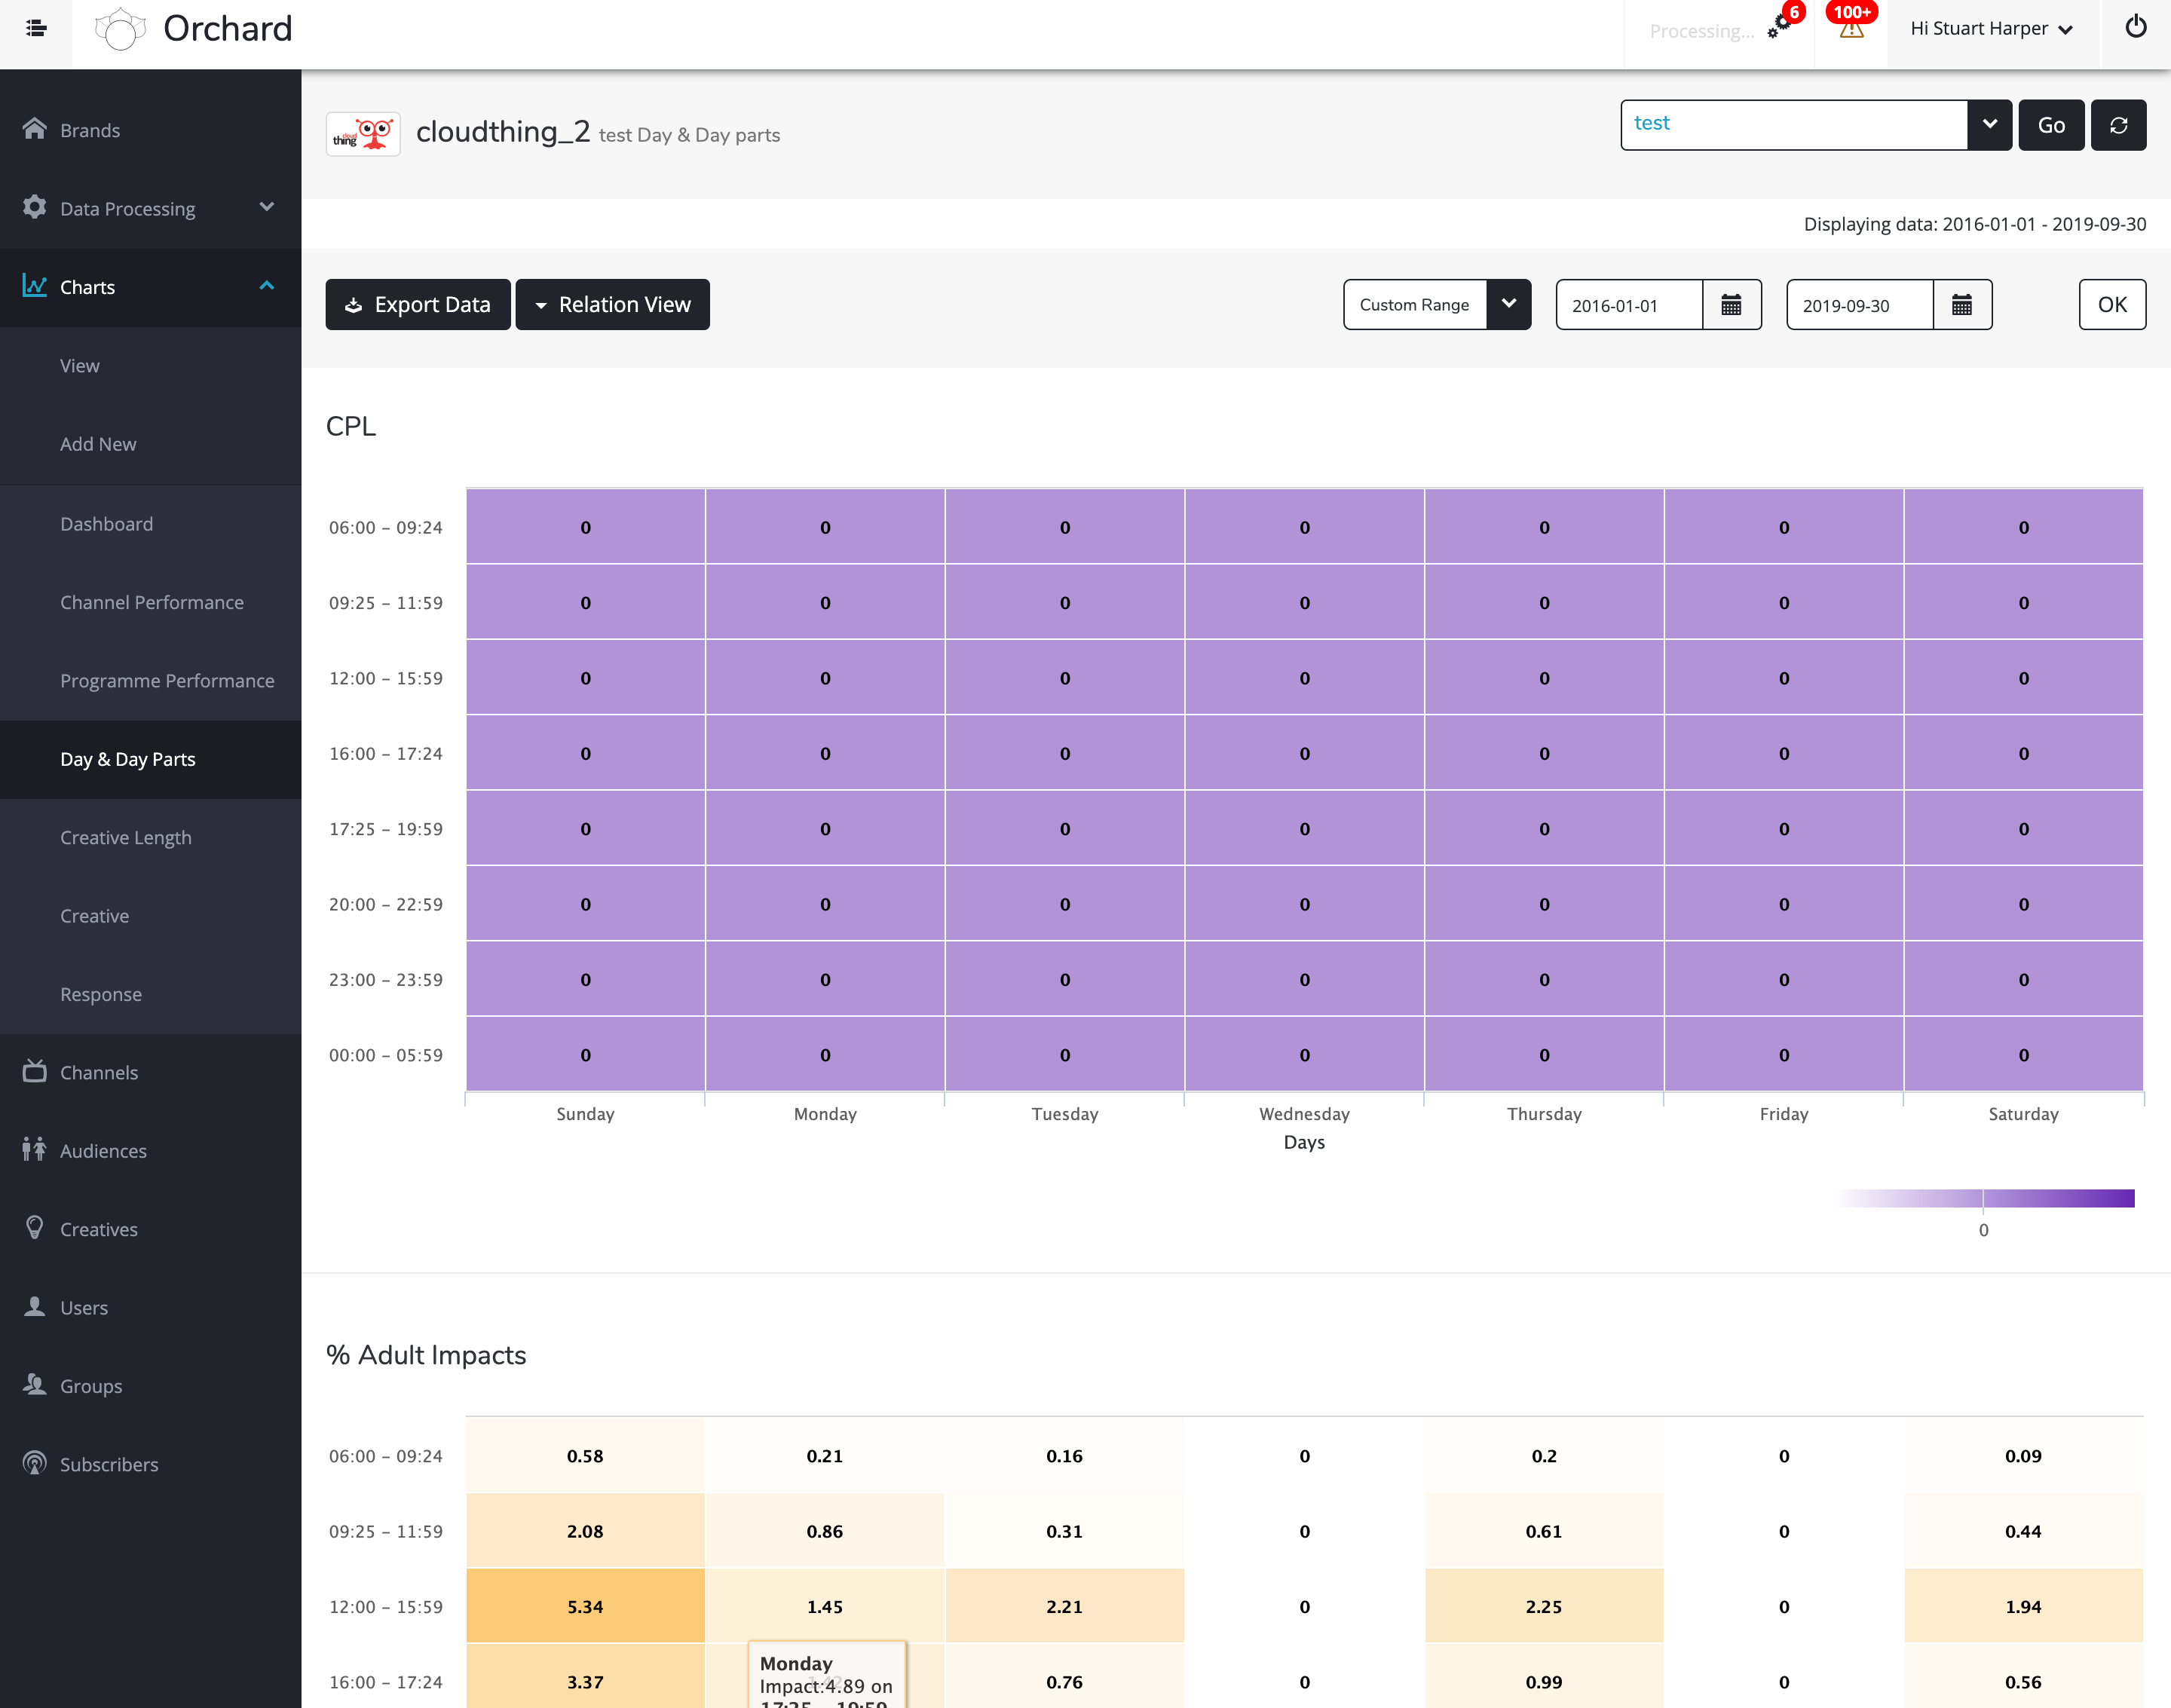 Orchard
Processing...
6
100+
Hi Stuart Harper
Brands
Data Processing
Charts
View
Add New
Dashboard
Channel Performance
Programme Performance
Day & Day Parts
Creative Length
Creative
Response
Channels
Audiences
Creatives
Users
Groups
Subscribers
cloud
thing
cloudthing_2 test Day & Day parts
test
Go
Displaying data: 2016-01-01 - 2019-09-30
Export Data
Relation View
Custom Range
2016-01-01
2019-09-30
OK
CPL
06:00 – 09:24 0 0 0 0 0 0 0
09:25 – 11:59 0 0 0 0 0 0 0
12:00 – 15:59 0 0 0 0 0 0 0
16:00 – 17:24 0 0 0 0 0 0 0
17:25 – 19:59 0 0 0 0 0 0 0
20:00 – 22:59 0 0 0 0 0 0 0
23:00 – 23:59 0 0 0 0 0 0 0
00:00 – 05:59 0 0 0 0 0 0 0
Sunday Monday Tuesday Wednesday Thursday Friday Saturday
Days
0
% Adult Impacts
06:00 – 09:24 0.58 0.21 0.16 0 0.2 0 0.09
09:25 – 11:59 2.08 0.86 0.31 0 0.61 0 0.44
12:00 – 15:59 5.34 1.45 2.21 0 2.25 0 1.94
16:00 – 17:24 3.37 0.76 0 0.99 0 0.56
Monday
Impact:4.89 on
17:25 – 19:59